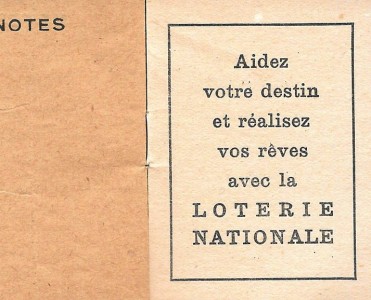 NOTES
Aidez
votre destin
et réalisez
vos rêves
avec la
LOTERIE
NATIONALE